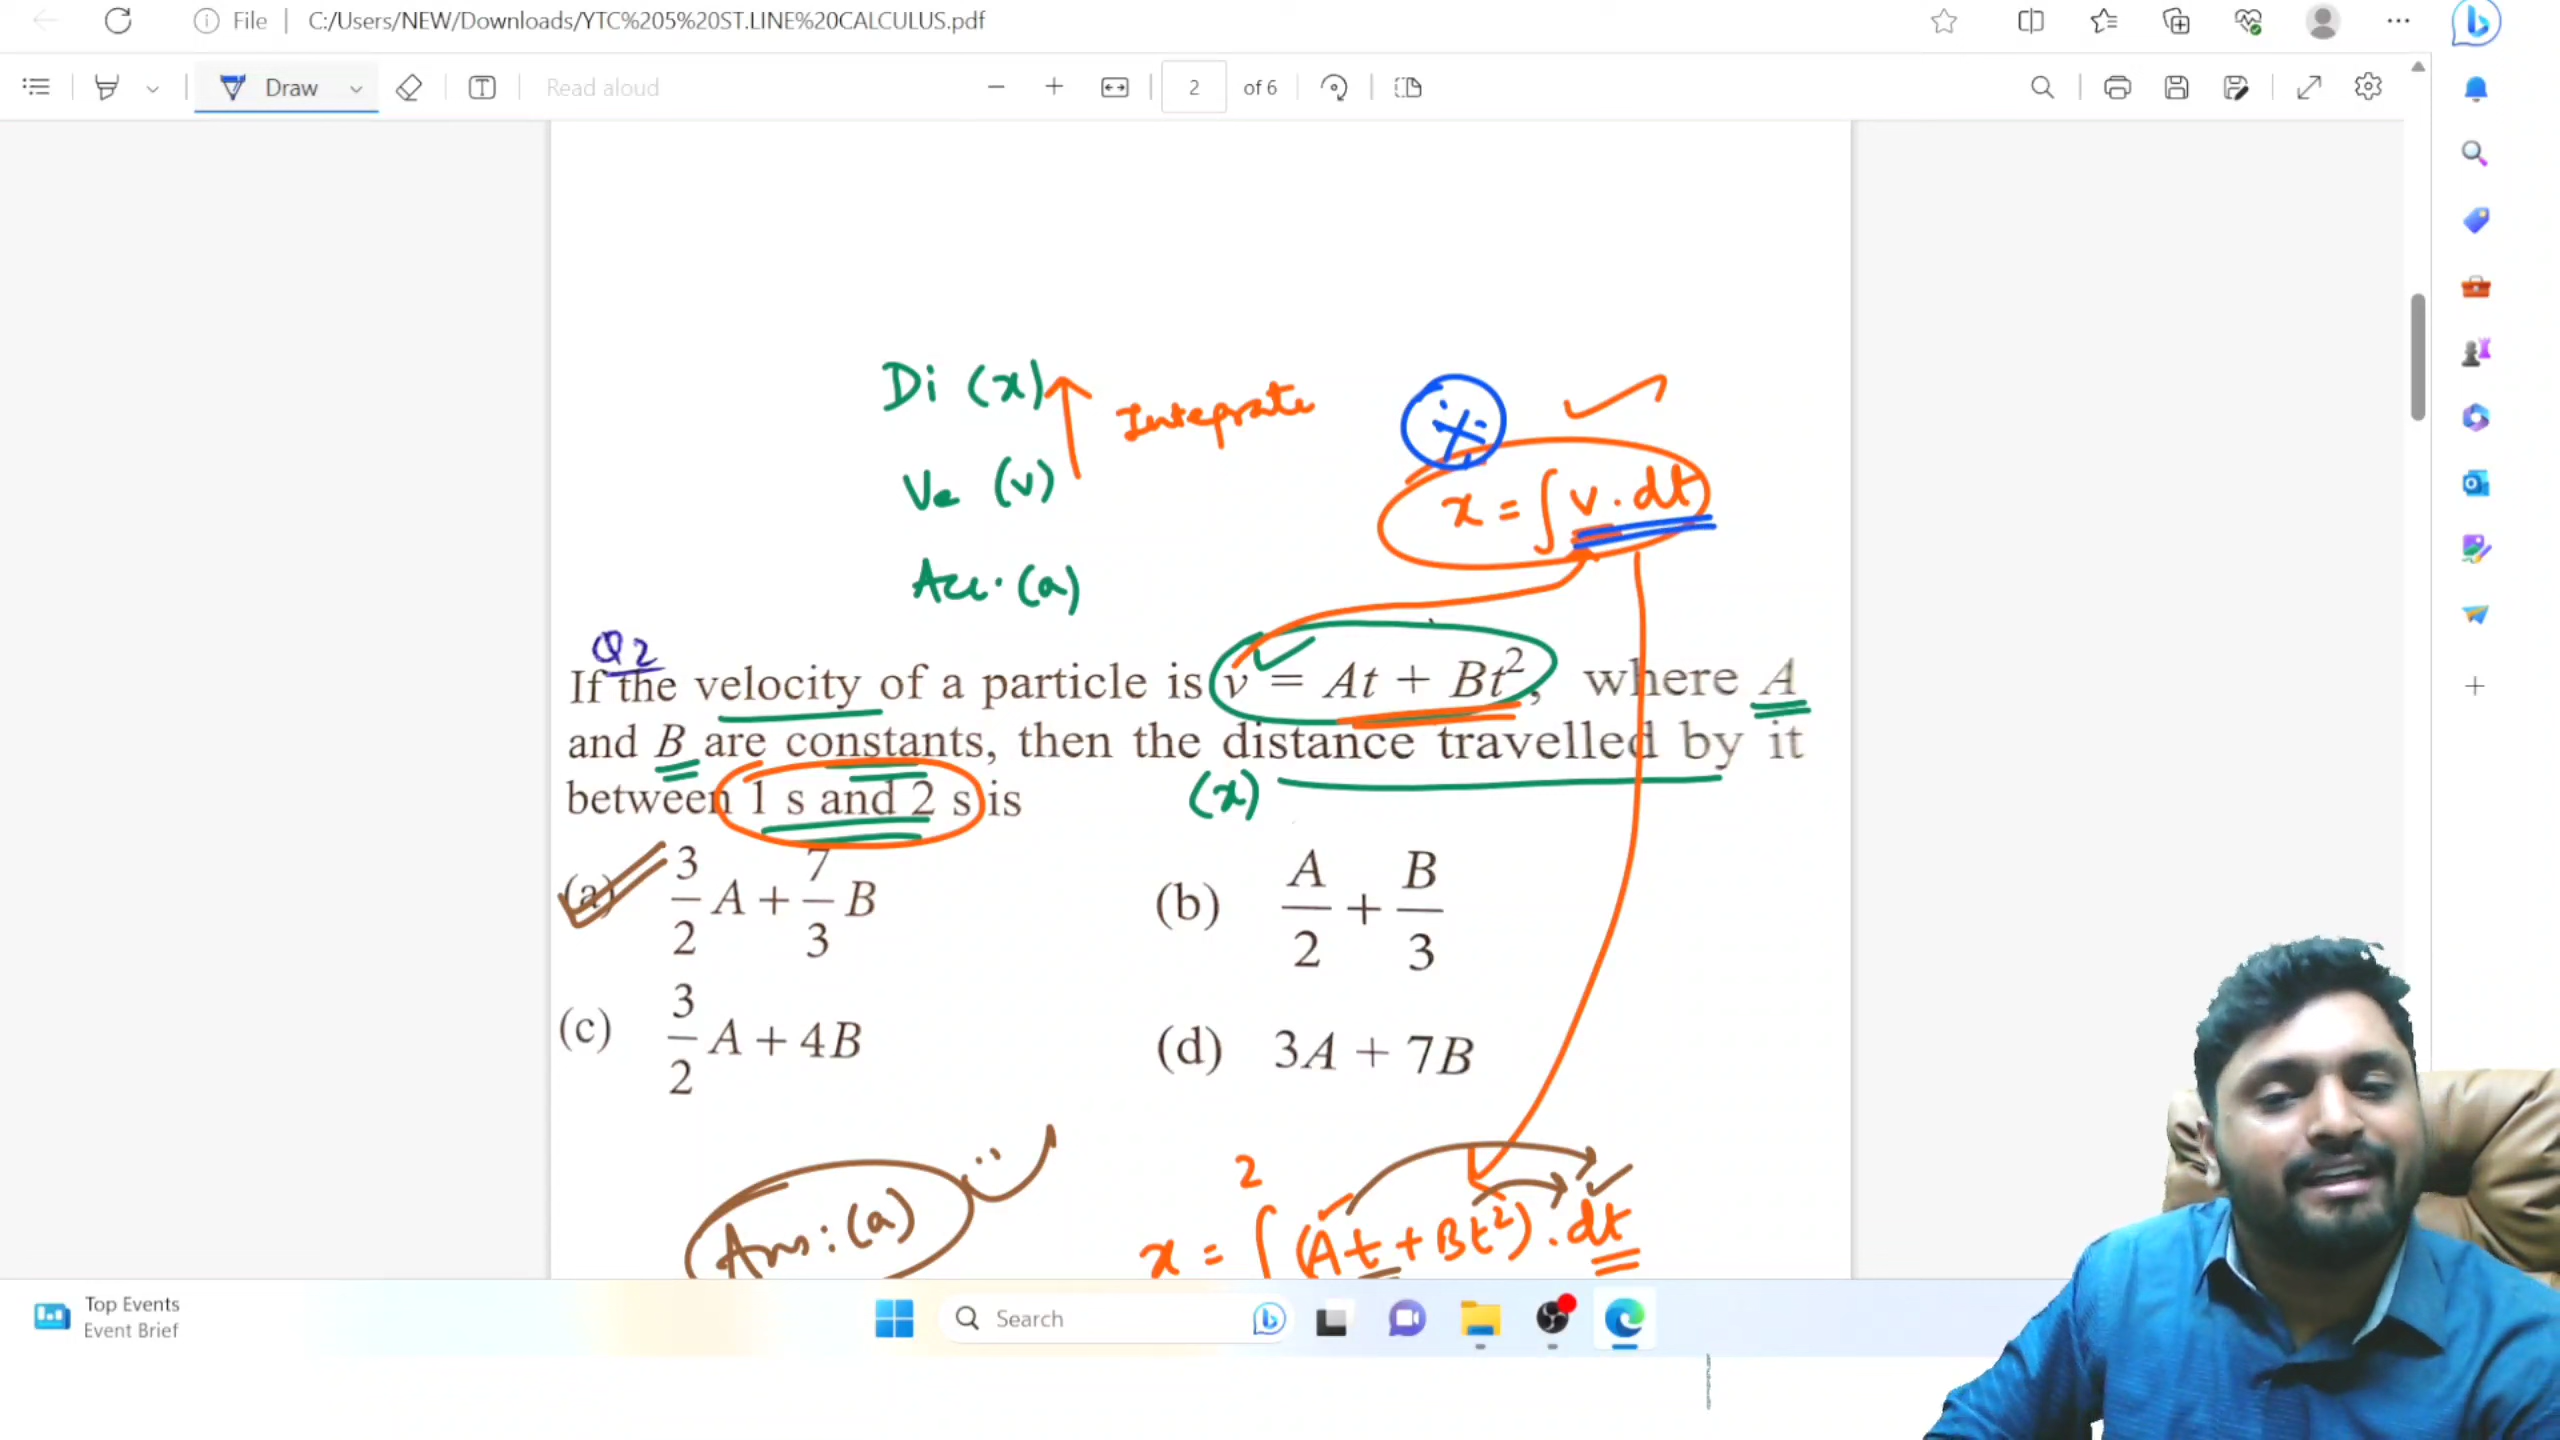 File | C:/Users/NEW/Downloads/YTC%205%20ST.LINE%20CALCULUS.pdf
Draw
Read aloud
2 of 6
Di (x)
Integrate
Ve (v)
x = ∫ v . dt
Acc. (a)
Q2
If the velocity of a particle is v = At + Bt², where A
and B are constants, then the distance travelled by it
between 1 s and 2 s is
(x)
(a) 3/2 A + 7/3 B
(b) A/2 + B/3
(c) 3/2 A + 4B
(d) 3A + 7B
Ans : (a)
2
x = ∫ (At + Bt²) . dt
Top Events
Event Brief
Search